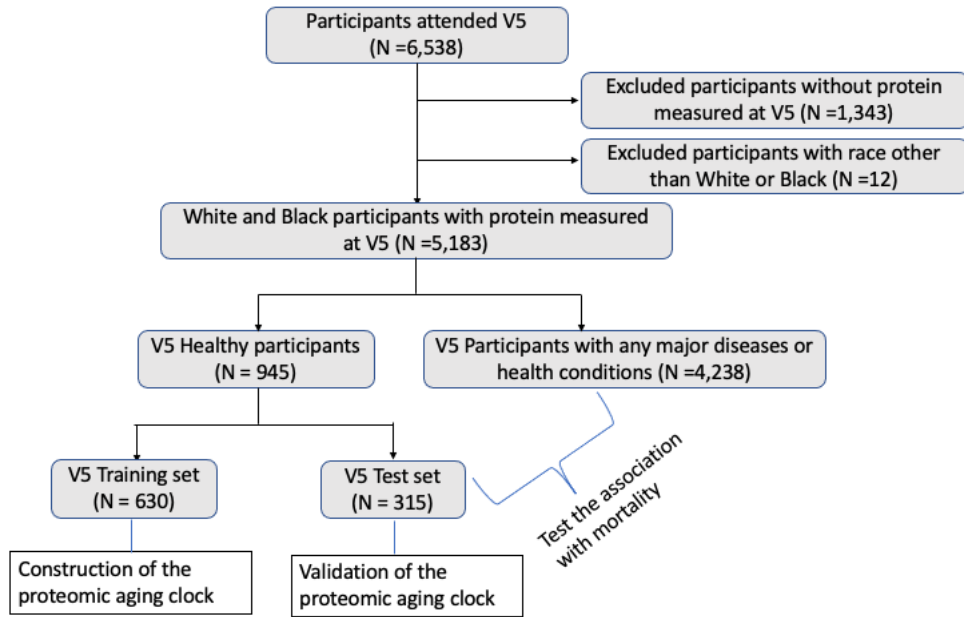 Participants attended V5
(N =6,538)
Excluded participants without protein
measured at V5 (N =1,343)
Excluded participants with race other
than White or Black (N =12)
White and Black participants with protein measured
at V5 (N =5,183)
V5 Healthy participants
(N = 945)
V5 Participants with any major diseases or
health conditions (N =4,238)
V5 Training set
(N = 630)
V5 Test set
(N = 315)
Test the association
with mortality
Construction of the
proteomic aging clock
Validation of the
proteomic aging clock